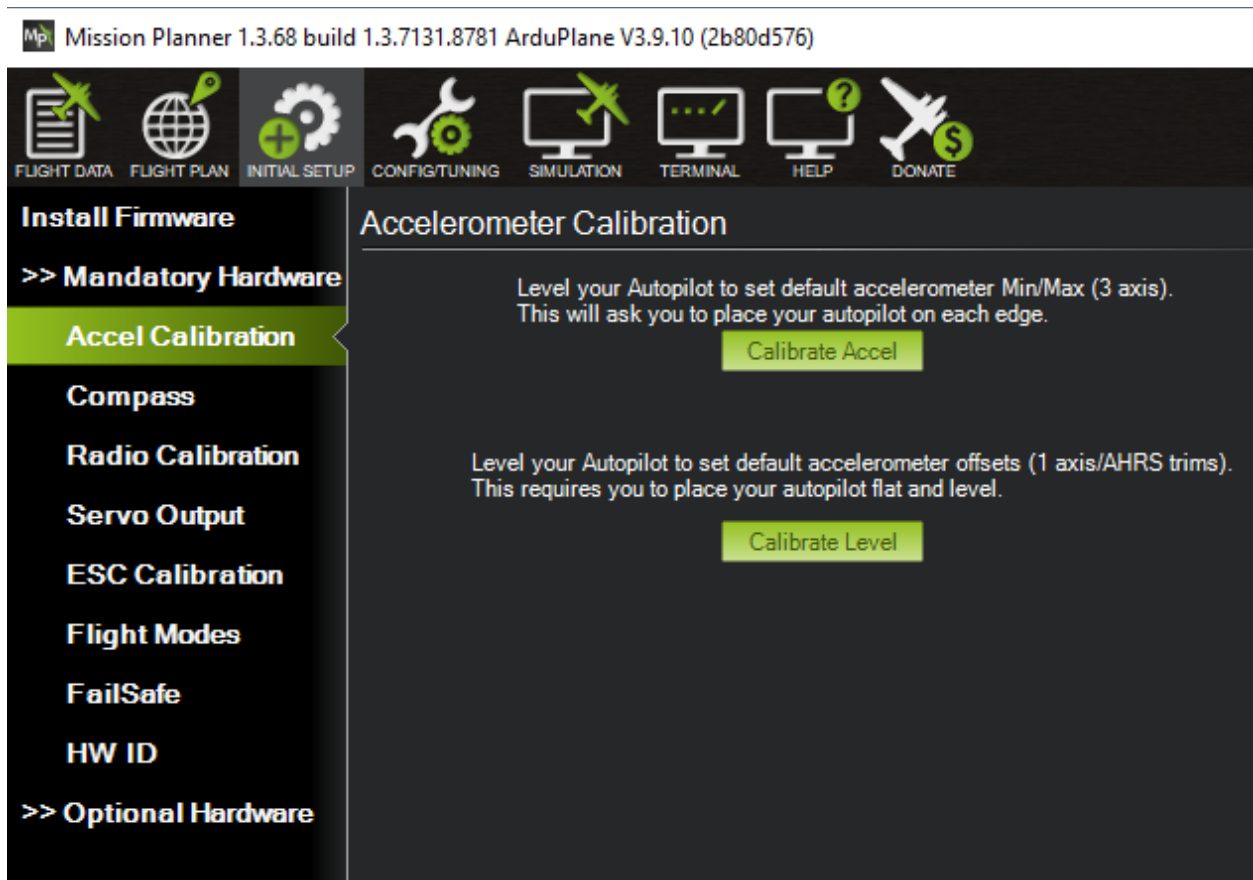 Mission Planner 1.3.68 build 1.3.7131.8781 ArduPlane V3.9.10 (2b80d576)
FLIGHT DATA FLIGHT PLAN INITIAL SETUP CONFIG/TUNING SIMULATION TERMINAL HELP DONATE
Install Firmware
>> Mandatory Hardware
Accel Calibration
Compass
Radio Calibration
Servo Output
ESC Calibration
Flight Modes
FailSafe
HW ID
>> Optional Hardware
Accelerometer Calibration
Level your Autopilot to set default accelerometer Min/Max (3 axis).
This will ask you to place your autopilot on each edge.
Calibrate Accel
Level your Autopilot to set default accelerometer offsets (1 axis/AHRS trims).
This requires you to place your autopilot flat and level.
Calibrate Level